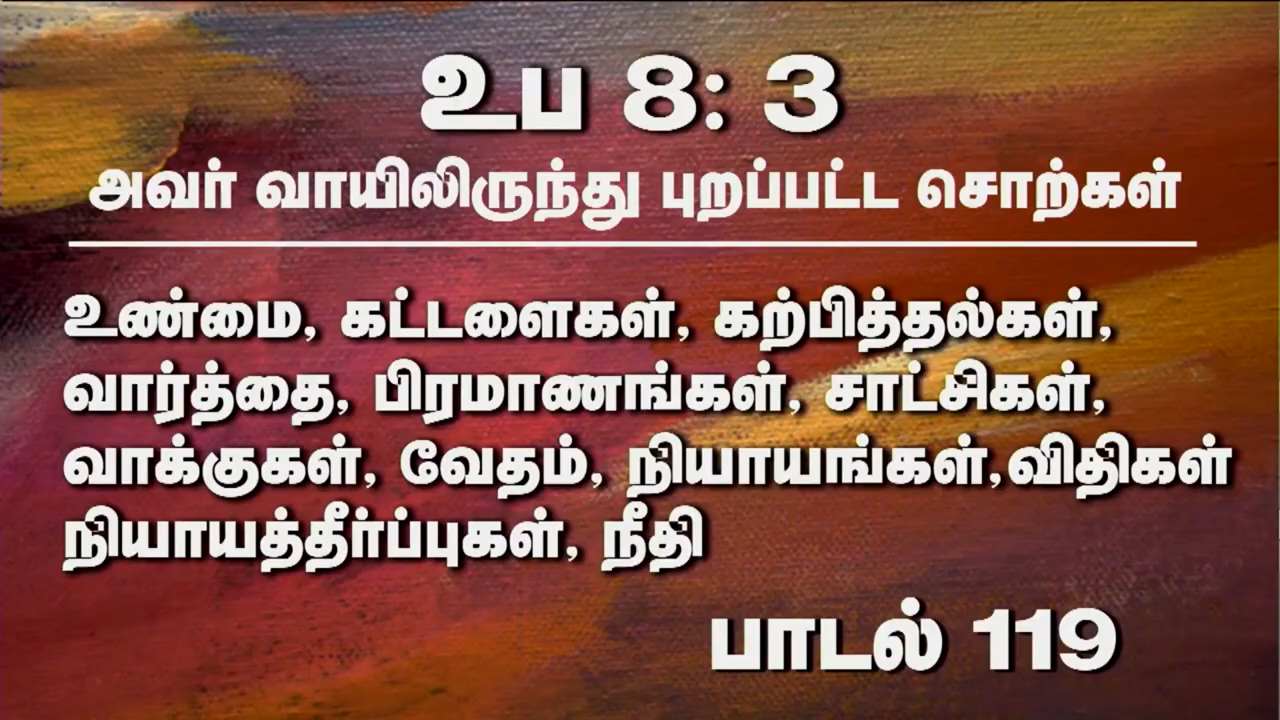 உப 8: 3
அவர் வாயிலிருந்து புறப்பட்ட சொற்கள்
உண்மை, கட்டளைகள், கற்பித்தல்கள்,
வார்த்தை, பிரமாணங்கள், சாட்சிகள்,
வாக்குகள், வேதம், நியாயங்கள்,விதிகள்
நியாயத்தீர்ப்புகள், நீதி
பாடல் 119